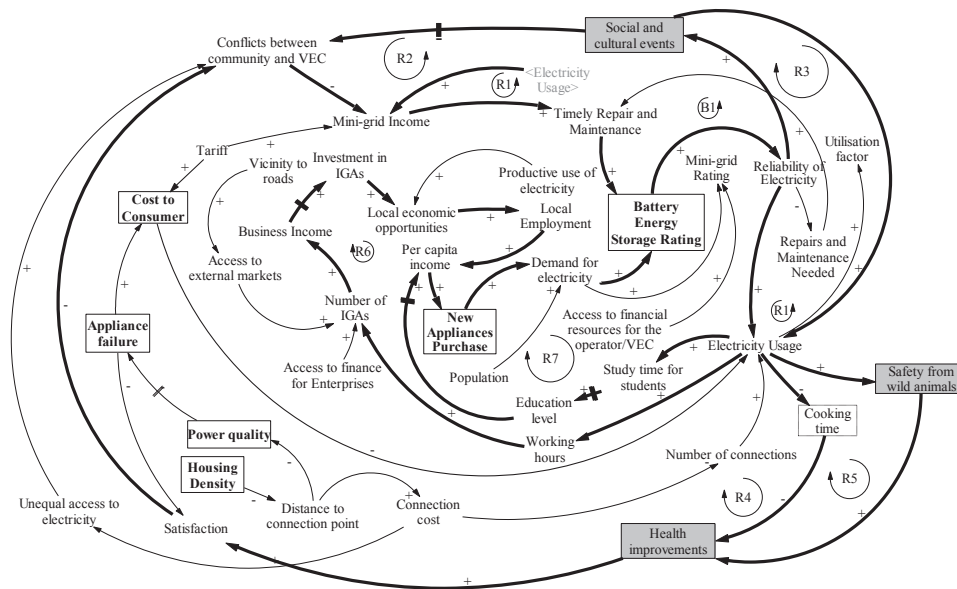 Social and
cultural events
Conflicts between
community and VEC
R2
R3
<Electricity
Usage>
R1
+
-
+
+
+
Mini-grid Income
Timely Repair and
Maintenance
B1
+
Tariff
+
+
Vicinity to
roads
Investment in
IGAs
Productive use of
electricity
Mini-grid
Rating
Reliability of
Electricity
Utilisation
factor
Cost to
Consumer
Local economic
opportunities
Local
Employment
Battery
Energy
Storage Rating
Business Income
R6
Per capita
income
Demand for
electricity
Repairs and
Maintenance
Needed
Access to
external markets
Number of
IGAs
New
Appliances
Purchase
Access to financial
resources for the
operator/VEC
R1
Appliance
failure
R7
Electricity Usage
Access to finance
for Enterprises
Population
Study time for
students
Safety from
wild animals
Education
level
Cooking
time
Power quality
Working
hours
Number of connections
Housing
Density
R4
R5
Unequal access to
electricity
Satisfaction
Distance to
connection point
Connection
cost
Health
improvements
+